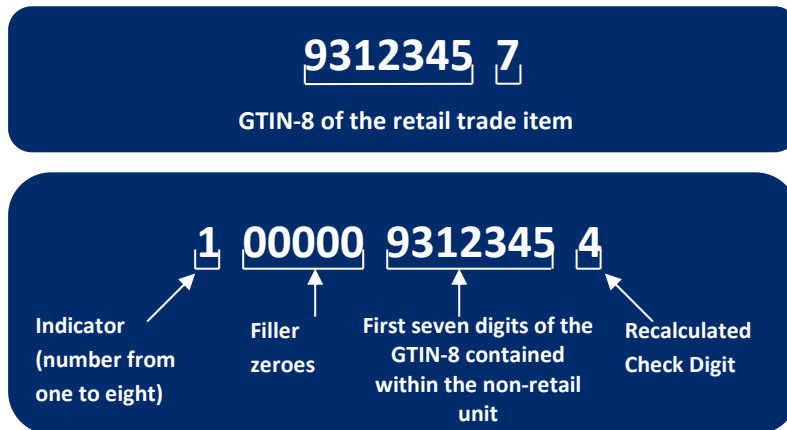 9312345 7
GTIN-8 of the retail trade item
1 00000 9312345 4
Indicator
(number from
one to eight)
Filler
zeroes
First seven digits of the
GTIN-8 contained
within the non-retail
unit
Recalculated
Check Digit